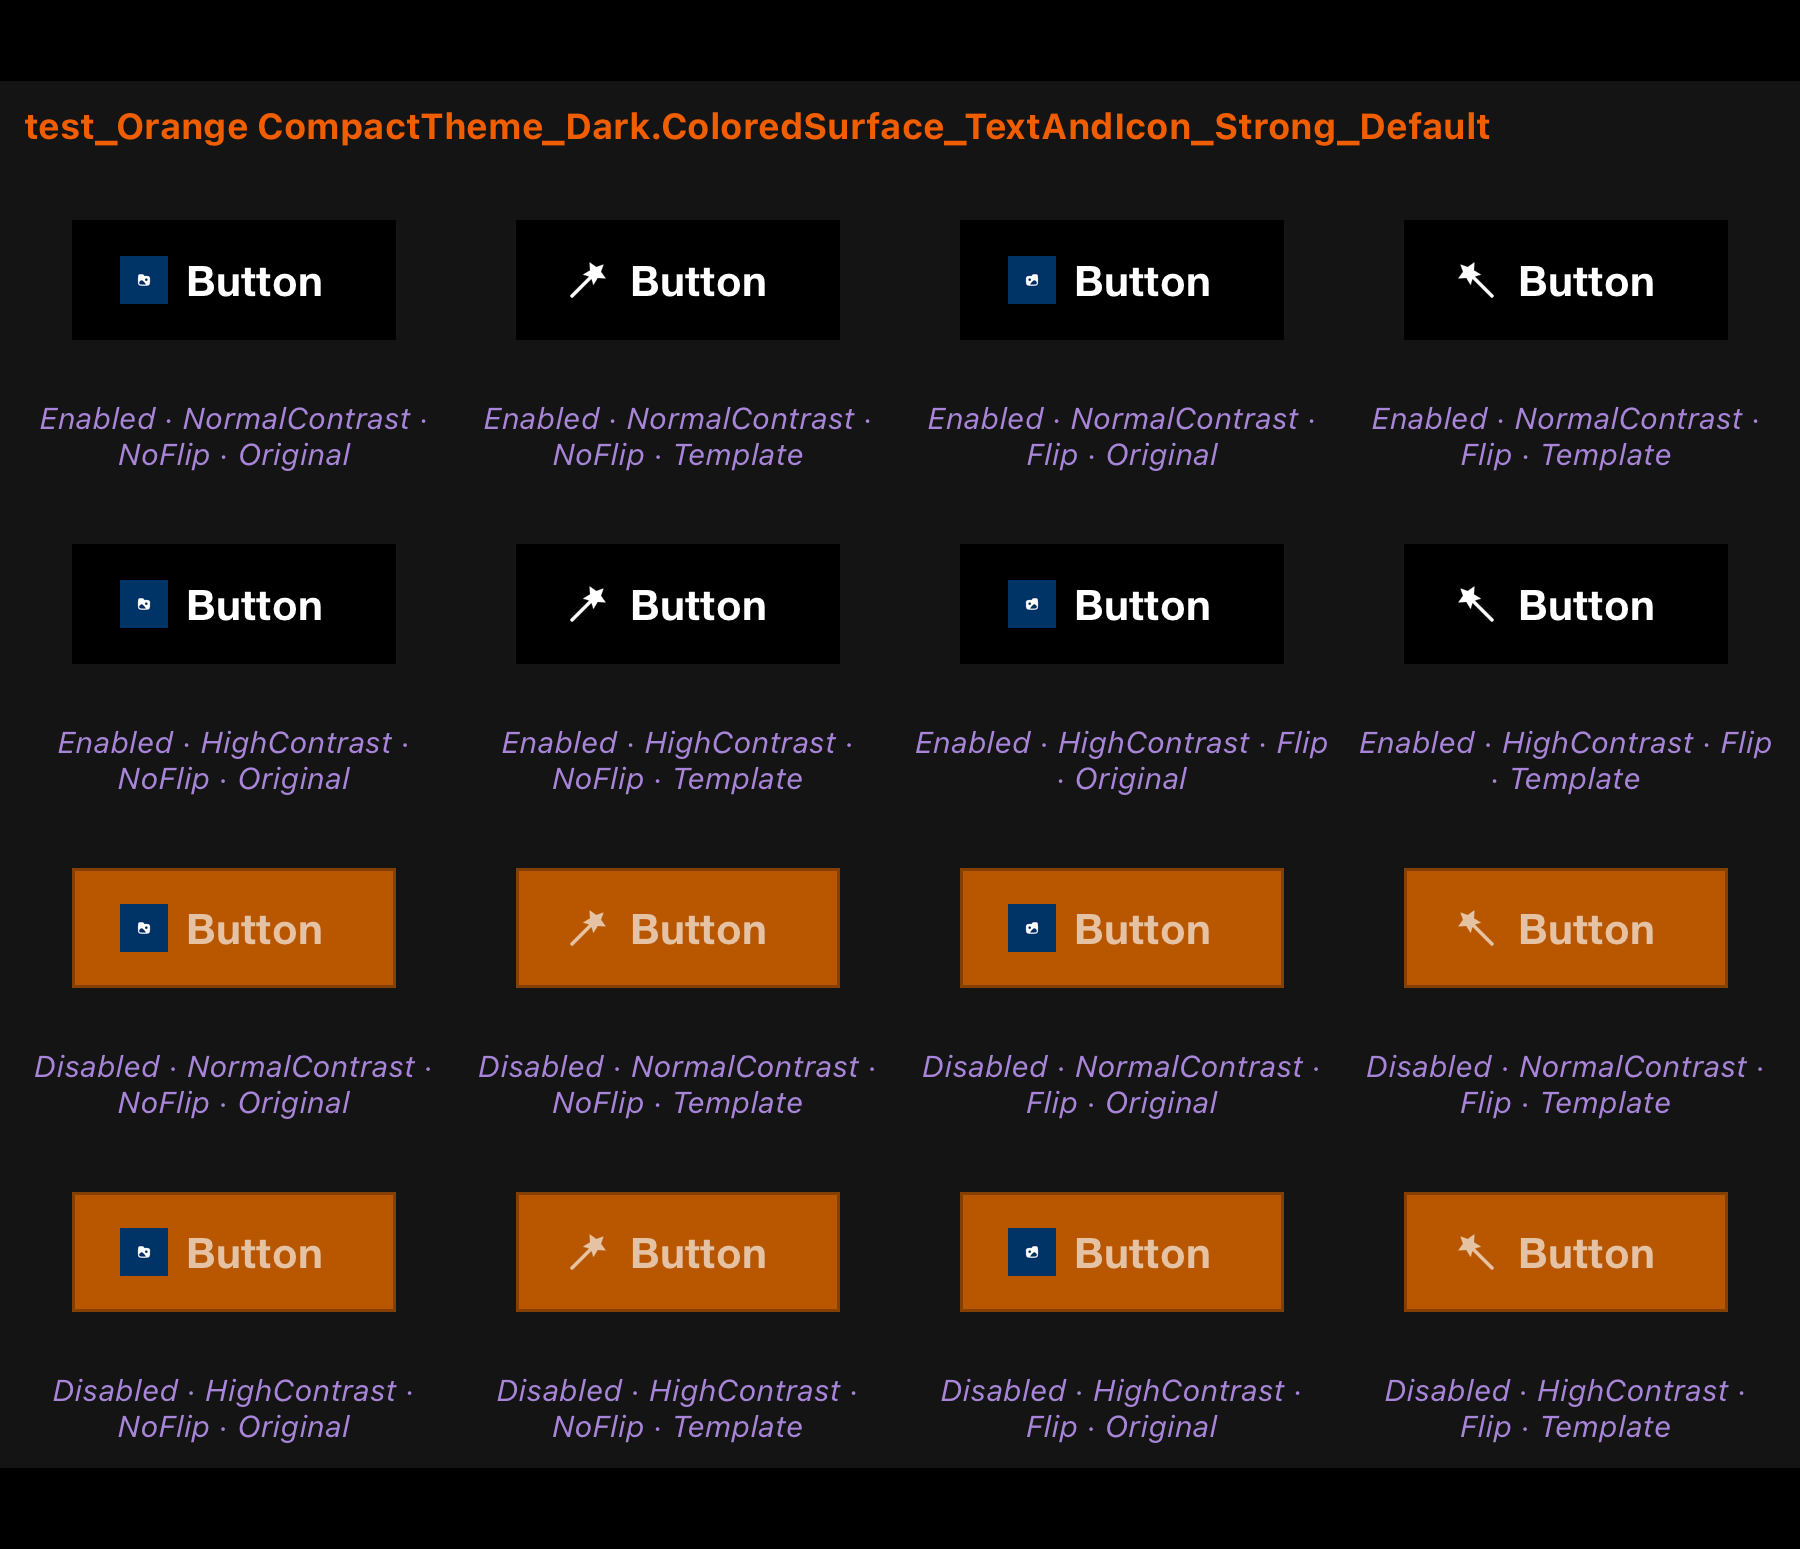 test_Orange CompactTheme_Dark.ColoredSurface_TextAndIcon_Strong_Default
Button
Button
Button
Button
Enabled · NormalContrast ·
NoFlip · Original
Enabled · NormalContrast ·
NoFlip · Template
Enabled · NormalContrast ·
Flip · Original
Enabled · NormalContrast ·
Flip · Template
Button
Button
Button
Button
Enabled · HighContrast ·
NoFlip · Original
Enabled · HighContrast ·
NoFlip · Template
Enabled · HighContrast · Flip
· Original
Enabled · HighContrast · Flip
· Template
Button
Button
Button
Button
Disabled · NormalContrast ·
NoFlip · Original
Disabled · NormalContrast ·
NoFlip · Template
Disabled · NormalContrast ·
Flip · Original
Disabled · NormalContrast ·
Flip · Template
Button
Button
Button
Button
Disabled · HighContrast ·
NoFlip · Original
Disabled · HighContrast ·
NoFlip · Template
Disabled · HighContrast ·
Flip · Original
Disabled · HighContrast ·
Flip · Template